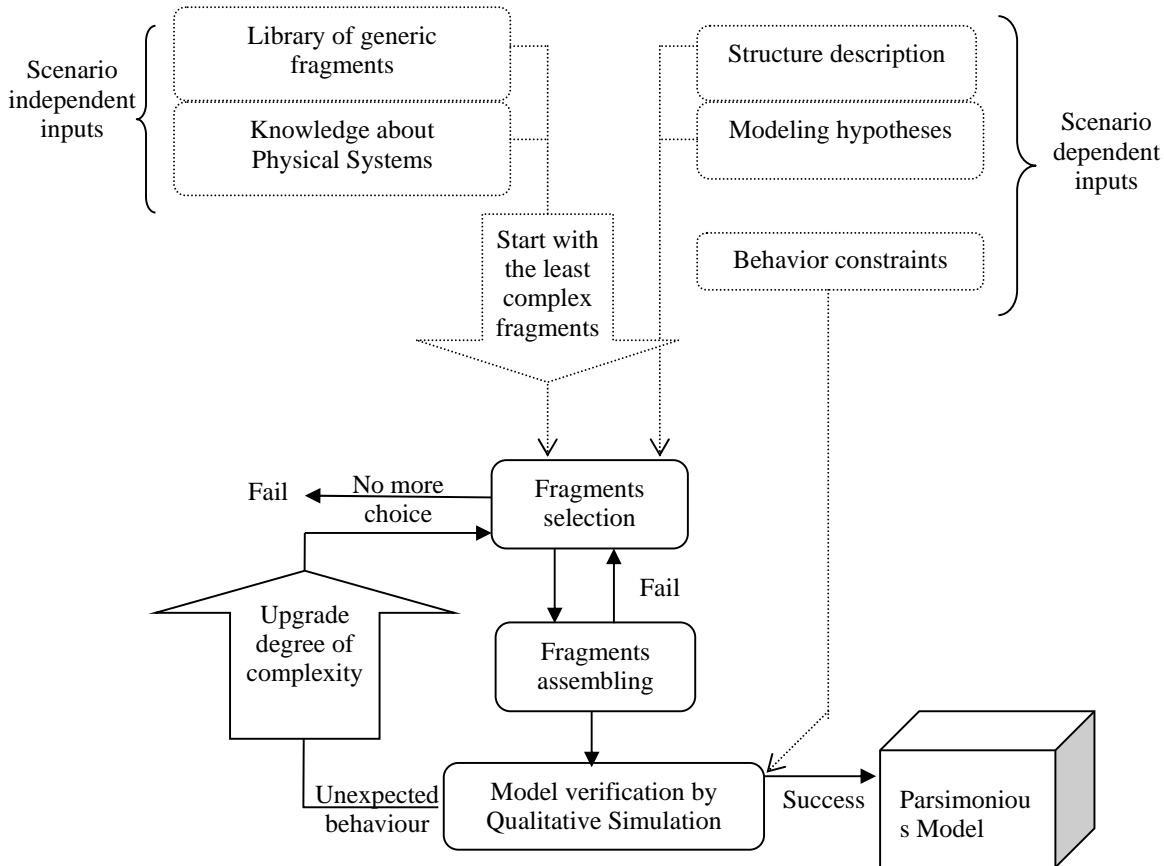 Library of generic
fragments
Structure description
Scenario
independent
inputs
Knowledge about
Physical Systems
Modeling hypotheses
Scenario
dependent
inputs
Start with
the least
complex
fragments
Behavior constraints
Fail
No more
choice
Fragments
selection
Fail
Upgrade
degree of
complexity
Fragments
assembling
Unexpected
behaviour
Model verification by
Qualitative Simulation
Success
Parsimoniou
s Model